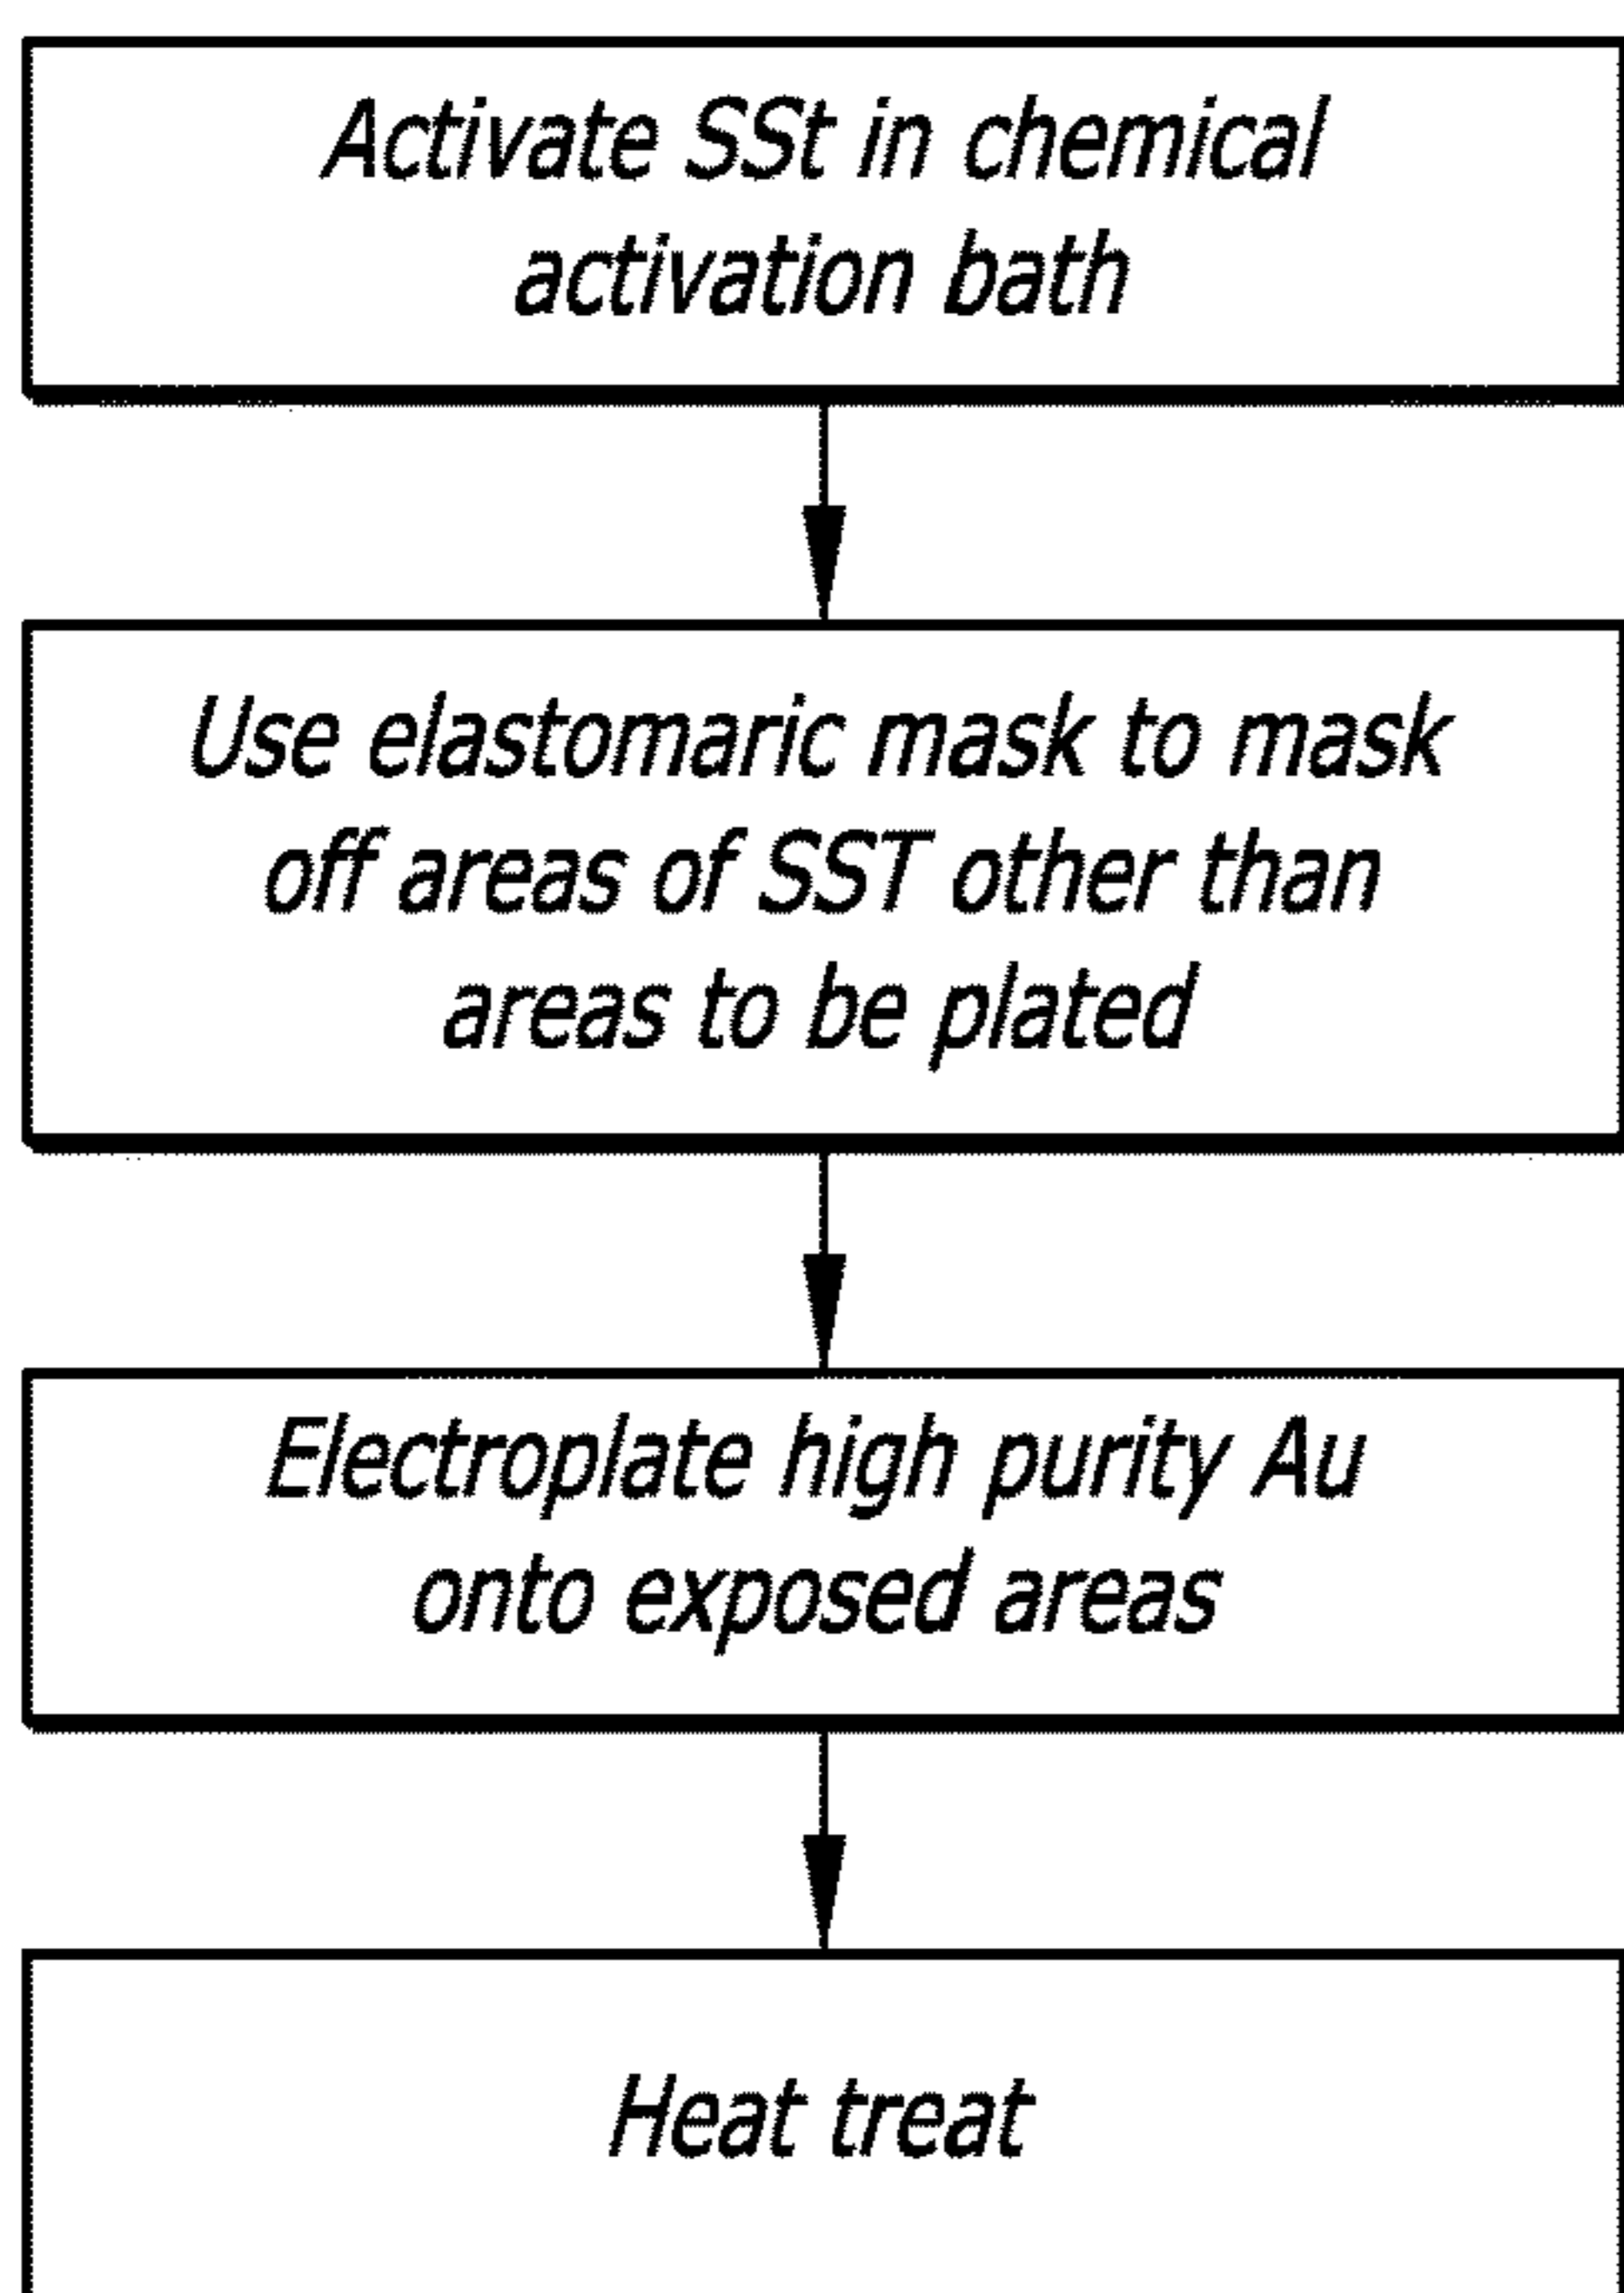 Activate SSt in chemical
activation bath
Use elastomaric mask to mask
off areas of SST other than
areas to be plated
Electroplate high purity Au
onto exposed areas
Heat treat